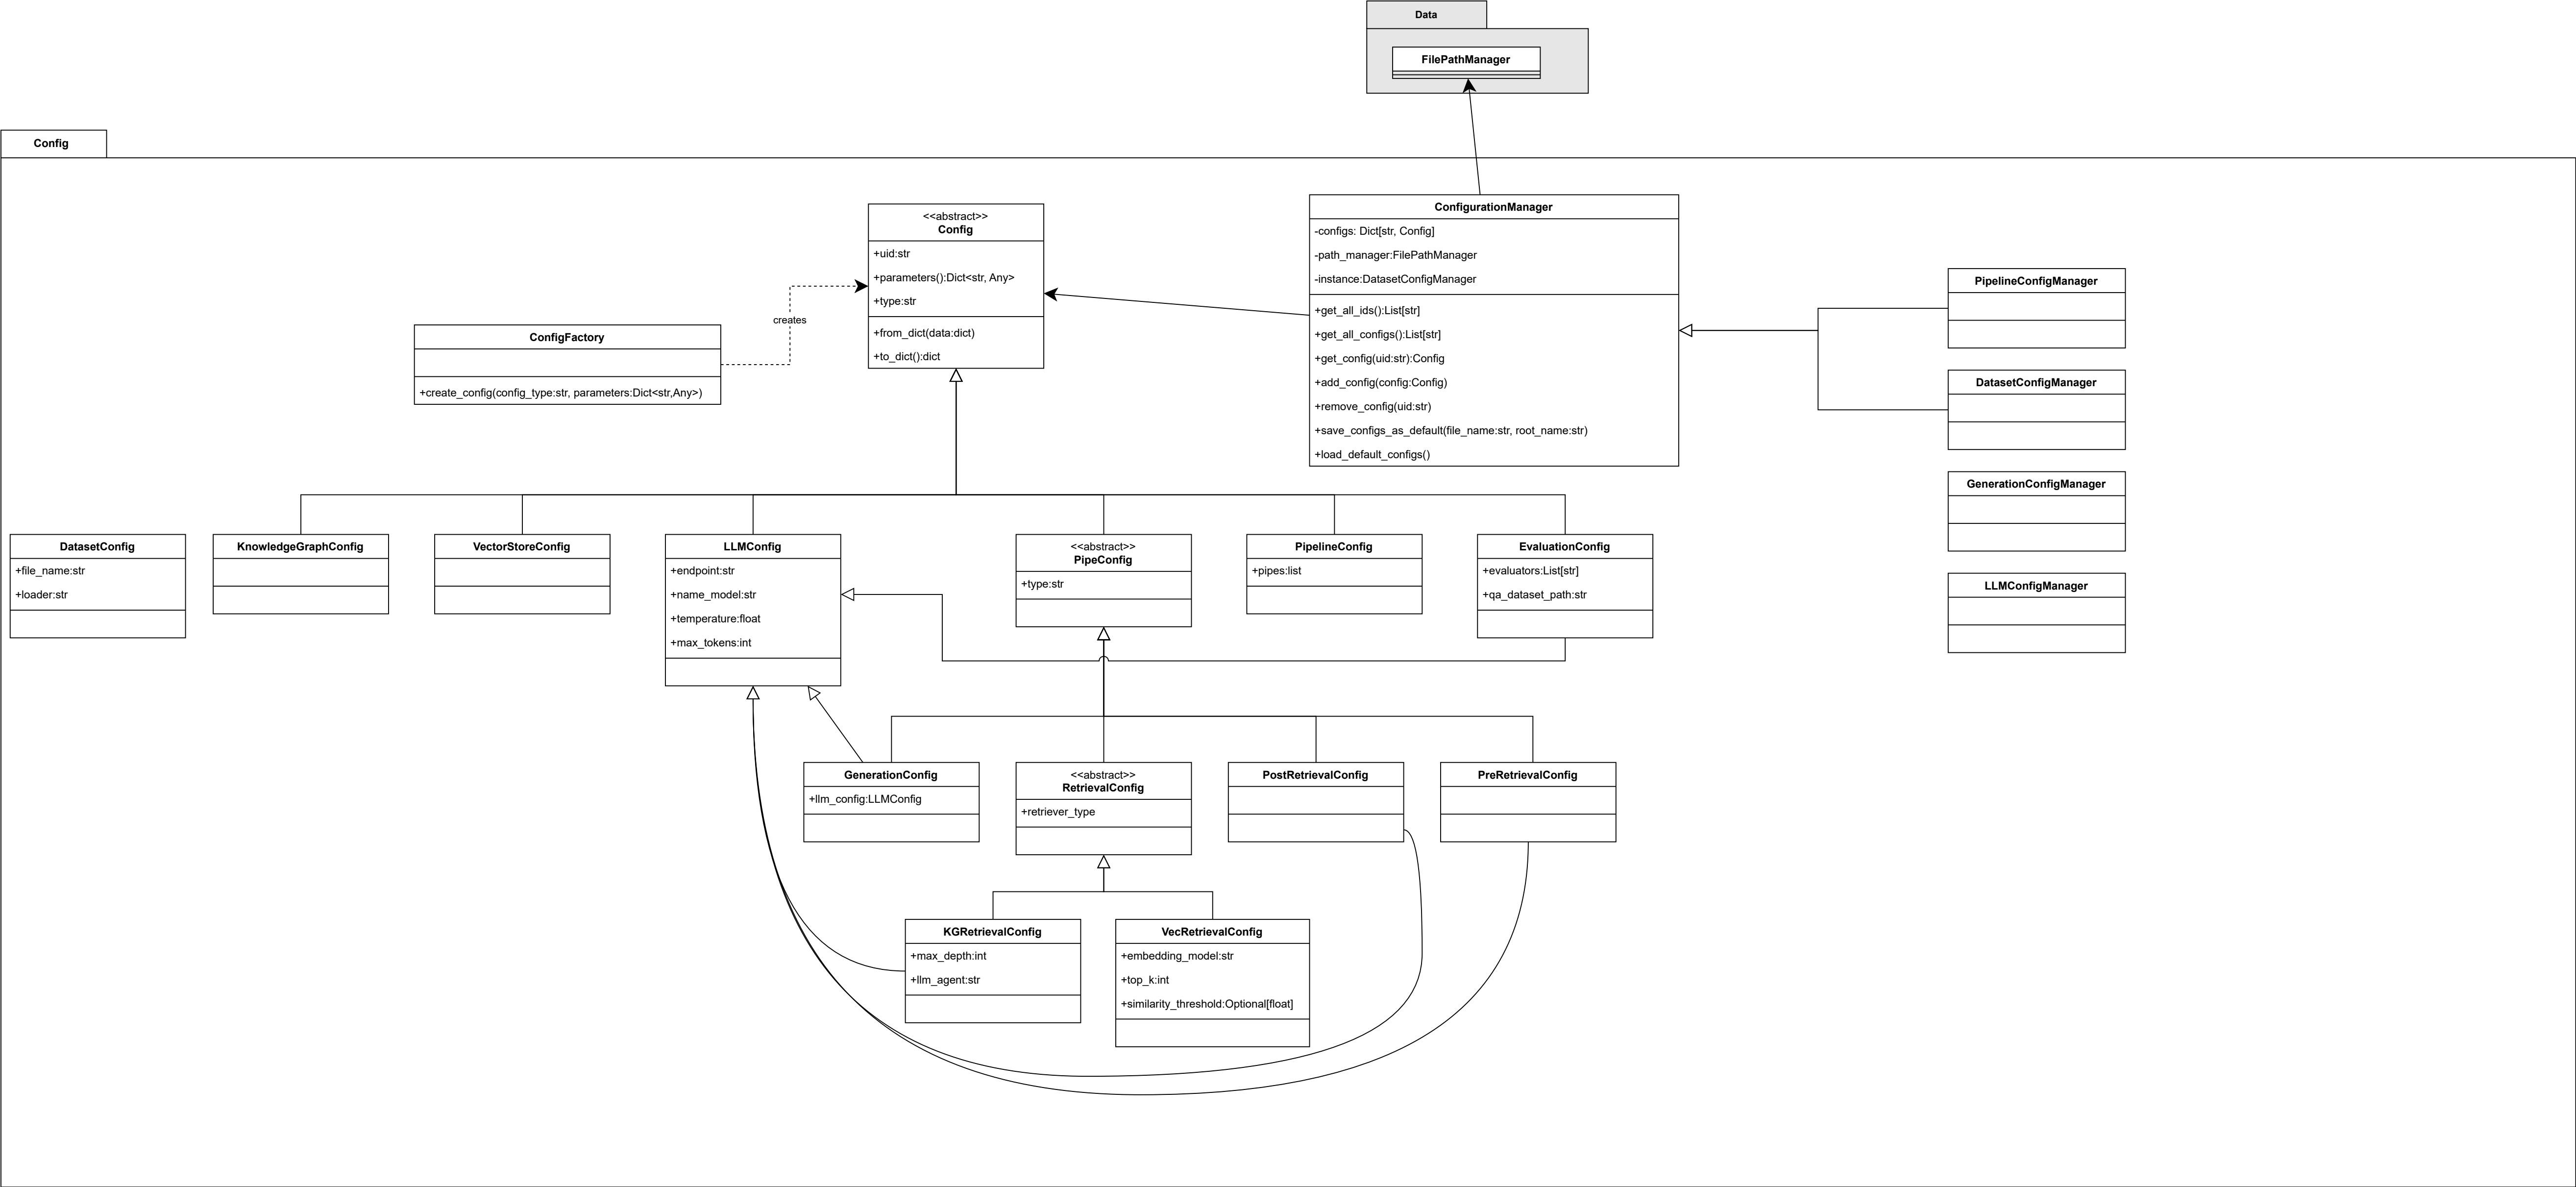 Data
FilePathManager
Config
<<abstract>>
Config
+uid:str
+parameters():Dict<str, Any>
+type:str
+from_dict(data:dict)
+to_dict():dict
creates
ConfigFactory
+create_config(config_type:str, parameters:Dict<str,Any>)
ConfigurationManager
-configs: Dict[str, Config]
-path_manager:FilePathManager
-instance:DatasetConfigManager
+get_all_ids():List[str]
+get_all_configs():List[str]
+get_config(uid:str):Config
+add_config(config:Config)
+remove_config(uid:str)
+save_configs_as_default(file_name:str, root_name:str)
+load_default_configs()
PipelineConfigManager
DatasetConfigManager
GenerationConfigManager
LLMConfigManager
DatasetConfig
+file_name:str
+loader:str
KnowledgeGraphConfig
VectorStoreConfig
LLMConfig
+endpoint:str
+name_model:str
+temperature:float
+max_tokens:int
<<abstract>>
PipeConfig
+type:str
PipelineConfig
+pipes:list
EvaluationConfig
+evaluators:List[str]
+qa_dataset_path:str
GenerationConfig
+llm_config:LLMConfig
<<abstract>>
RetrievalConfig
+retriever_type
PostRetrievalConfig
PreRetrievalConfig
KGRetrievalConfig
+max_depth:int
+llm_agent:str
VecRetrievalConfig
+embedding_model:str
+top_k:int
+similarity_threshold:Optional[float]